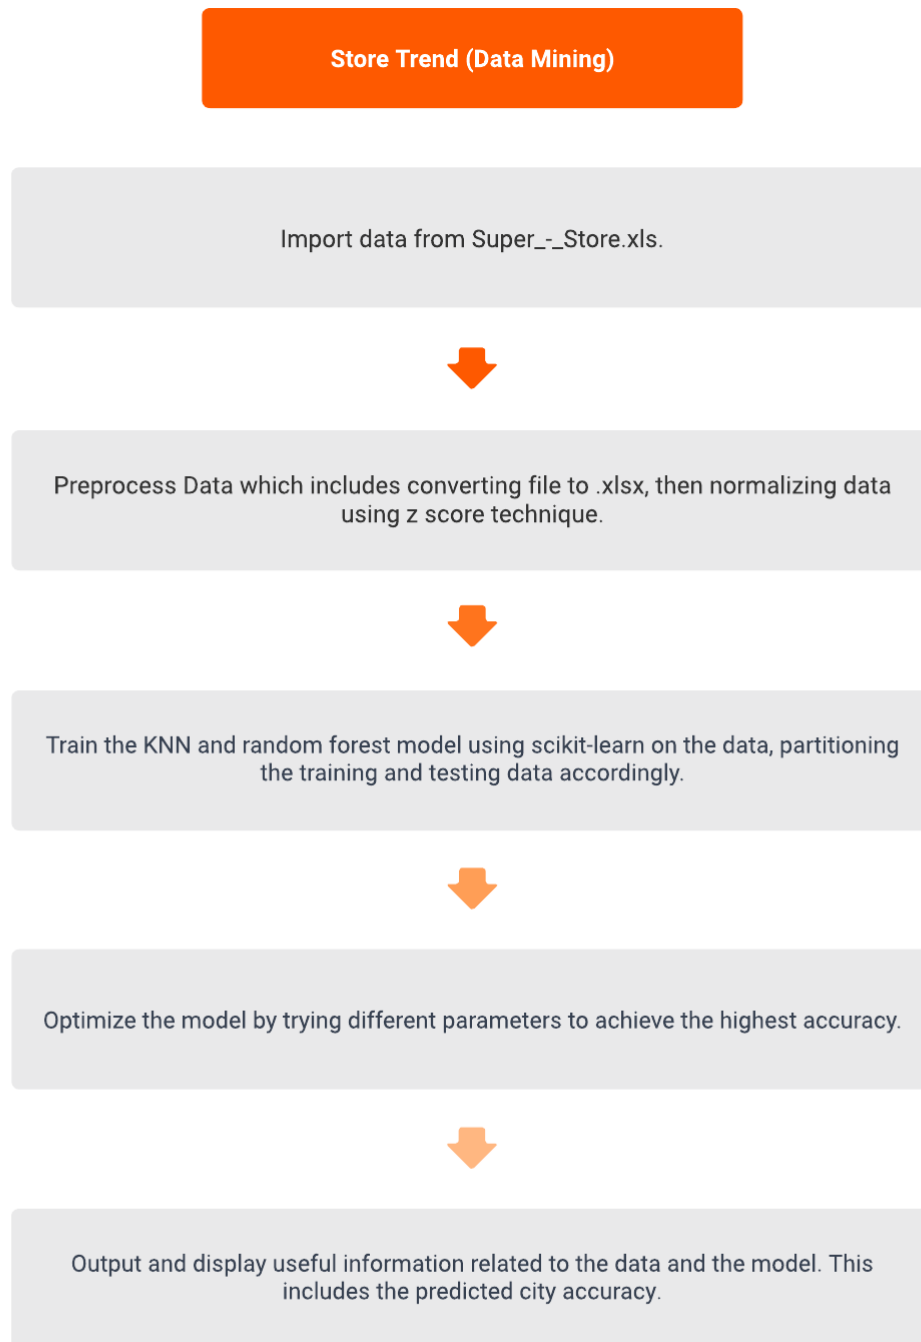 Store Trend (Data Mining)
Import data from Super_-_Store.xls.
Preprocess Data which includes converting file to .xlsx, then normalizing data
using z score technique.
Train the KNN and random forest model using scikit-learn on the data, partitioning
the training and testing data accordingly.
Optimize the model by trying different parameters to achieve the highest accuracy.
Output and display useful information related to the data and the model. This
includes the predicted city accuracy.